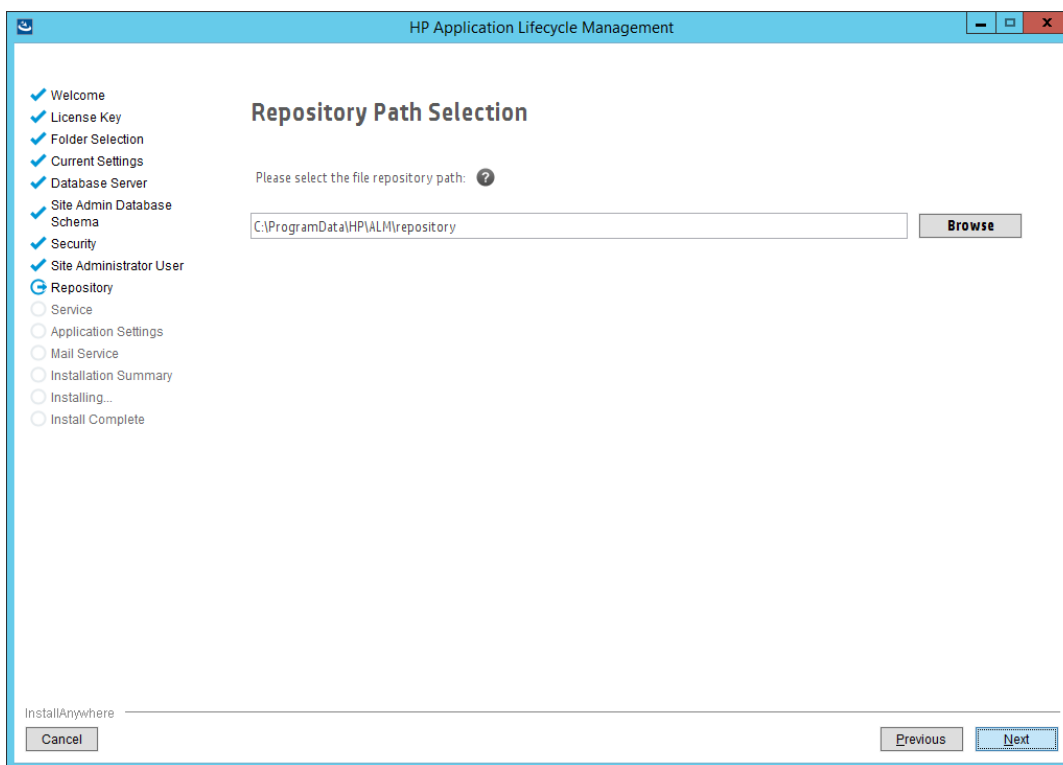 HP Application Lifecycle Management
Welcome
License Key
Folder Selection
Current Settings
Database Server
Site Admin Database
Schema
Security
Site Administrator User
Repository
Service
Application Settings
Mail Service
Installation Summary
Installing...
Install Complete
Repository Path Selection
Please select the file repository path: ?
C:\ProgramData\HP\ALM\repository
Browse
InstallAnywhere
Cancel
Previous
Next